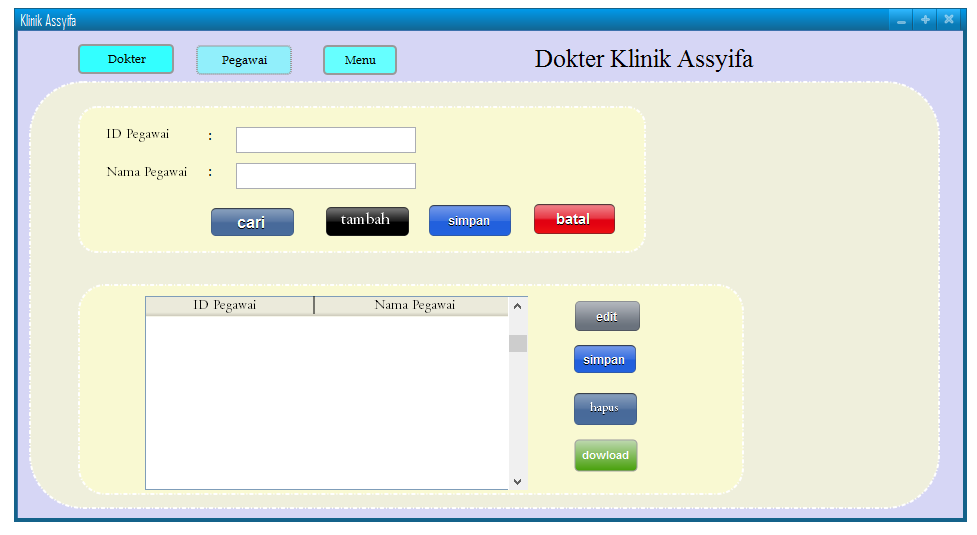 Klinik Assyifa
Dokter Pegawai Menu Dokter Klinik Assyifa
ID Pegawai :
Nama Pegawai :
cari tambah simpan batal
ID Pegawai Nama Pegawai
edit
simpan
hapus
dowload